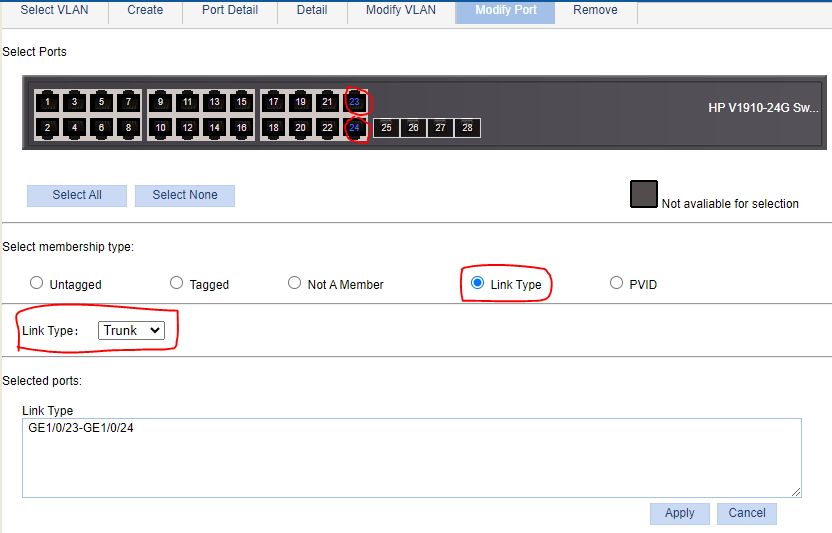 Select VLAN Create Port Detail Detail Modify VLAN Modify Port Remove
Select Ports
1 3 5 7 9 11 13 15 17 19 21 23
HP V1910-24G Sw...
2 4 6 8 10 12 14 16 18 20 22 24 25 26 27 28
Select All Select None
Not avaliable for selection
Select membership type:
Untagged Tagged Not A Member Link Type PVID
Link Type: Trunk
Selected ports:
Link Type
GE1/0/23-GE1/0/24
Apply Cancel